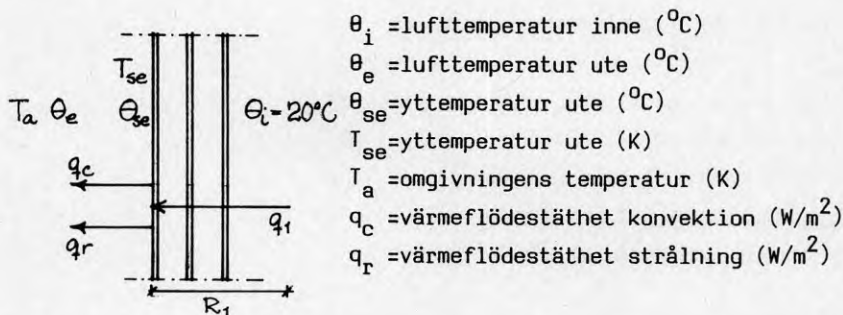 θi =lufttemperatur inne (°C)
θe =lufttemperatur ute (°C)
θse=yttemperatur ute (°C)
Tse=yttemperatur ute (K)
Ta =omgivningens temperatur (K)
qc =värmeflödestäthet konvektion (W/m²)
qr =värmeflödestäthet strålning (W/m²)
Tse
Ta θe θse θi=20°C
qc
q1
qr
R1